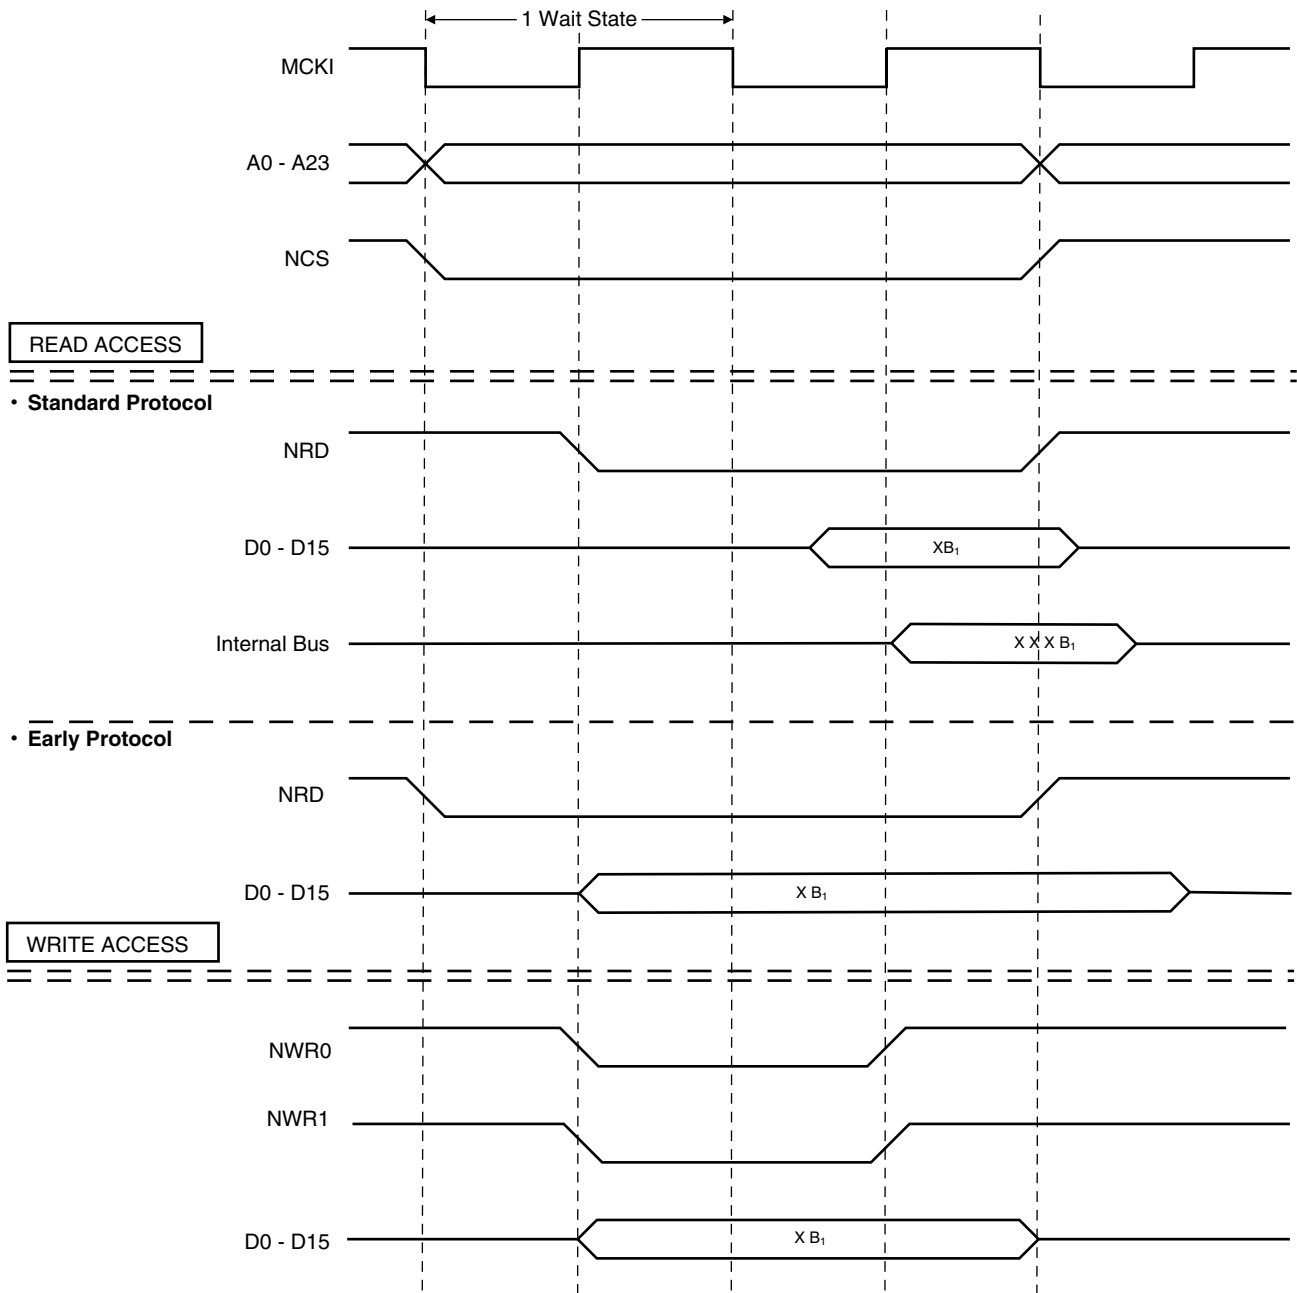 1 Wait State
MCKI
A0 - A23
NCS
READ ACCESS
• Standard Protocol
NRD
D0 - D15
XB₁
Internal Bus
X X X B₁
• Early Protocol
NRD
D0 - D15
X B₁
WRITE ACCESS
NWR0
NWR1
D0 - D15
X B₁